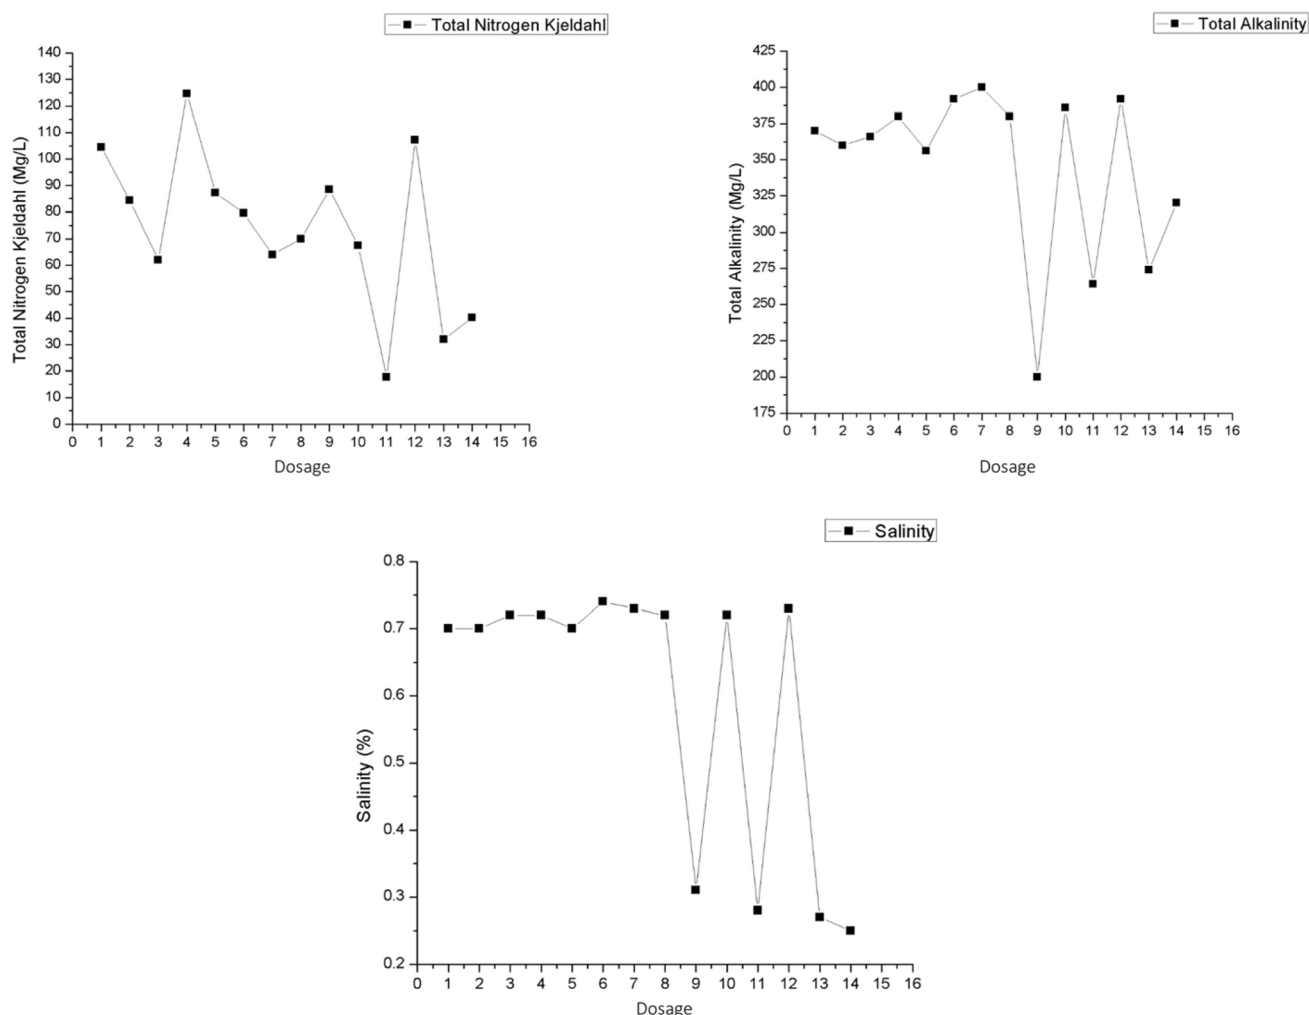 Total Nitrogen Kjeldahl
Total Nitrogen Kjeldahl (Mg/L)
140
130
120
110
100
90
80
70
60
50
40
30
20
10
0
0 1 2 3 4 5 6 7 8 9 10 11 12 13 14 15 16
Dosage
Total Alkalinity
Total Alkalinity (Mg/L)
425
400
375
350
325
300
275
250
225
200
175
0 1 2 3 4 5 6 7 8 9 10 11 12 13 14 15 16
Dosage
Salinity
Salinity (%)
0.8
0.7
0.6
0.5
0.4
0.3
0.2
0 1 2 3 4 5 6 7 8 9 10 11 12 13 14 15 16
Dosage